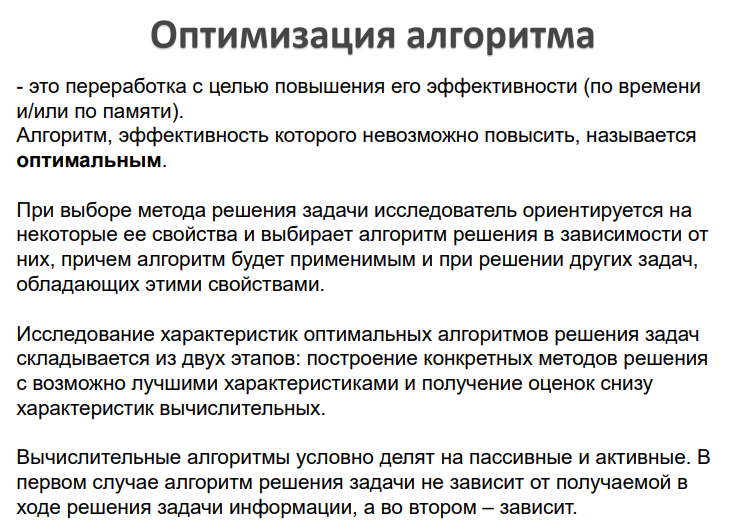 Оптимизация алгоритма
- это переработка с целью повышения его эффективности (по времени
и/или по памяти).
Алгоритм, эффективность которого невозможно повысить, называется
оптимальным.
При выборе метода решения задачи исследователь ориентируется на
некоторые ее свойства и выбирает алгоритм решения в зависимости от
них, причем алгоритм будет применимым и при решении других задач,
обладающих этими свойствами.
Исследование характеристик оптимальных алгоритмов решения задач
складывается из двух этапов: построение конкретных методов решения
с возможно лучшими характеристиками и получение оценок снизу
характеристик вычислительных.
Вычислительные алгоритмы условно делят на пассивные и активные. В
первом случае алгоритм решения задачи не зависит от получаемой в
ходе решения задачи информации, а во втором – зависит.